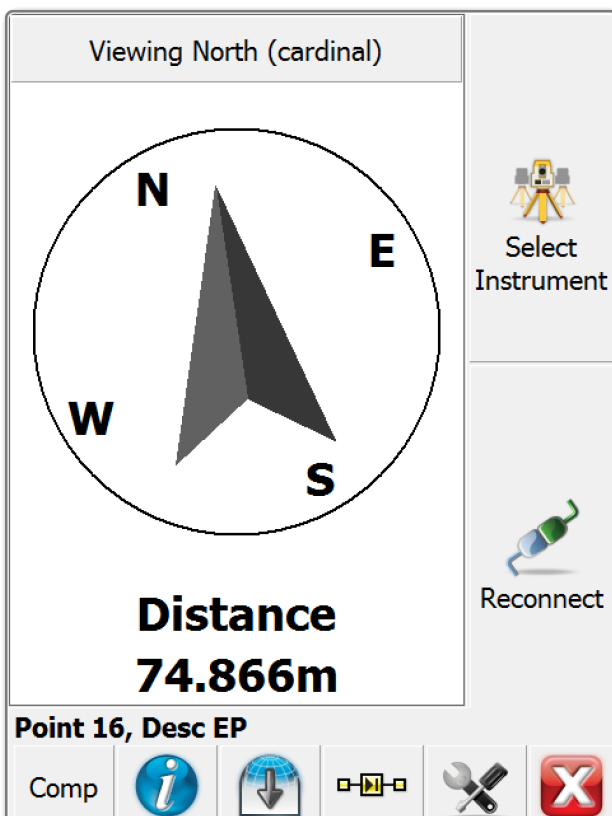 Viewing North (cardinal)
N
E
Select
Instrument
W
S
Distance
74.866m
Reconnect
Point 16, Desc EP
Comp
i
X